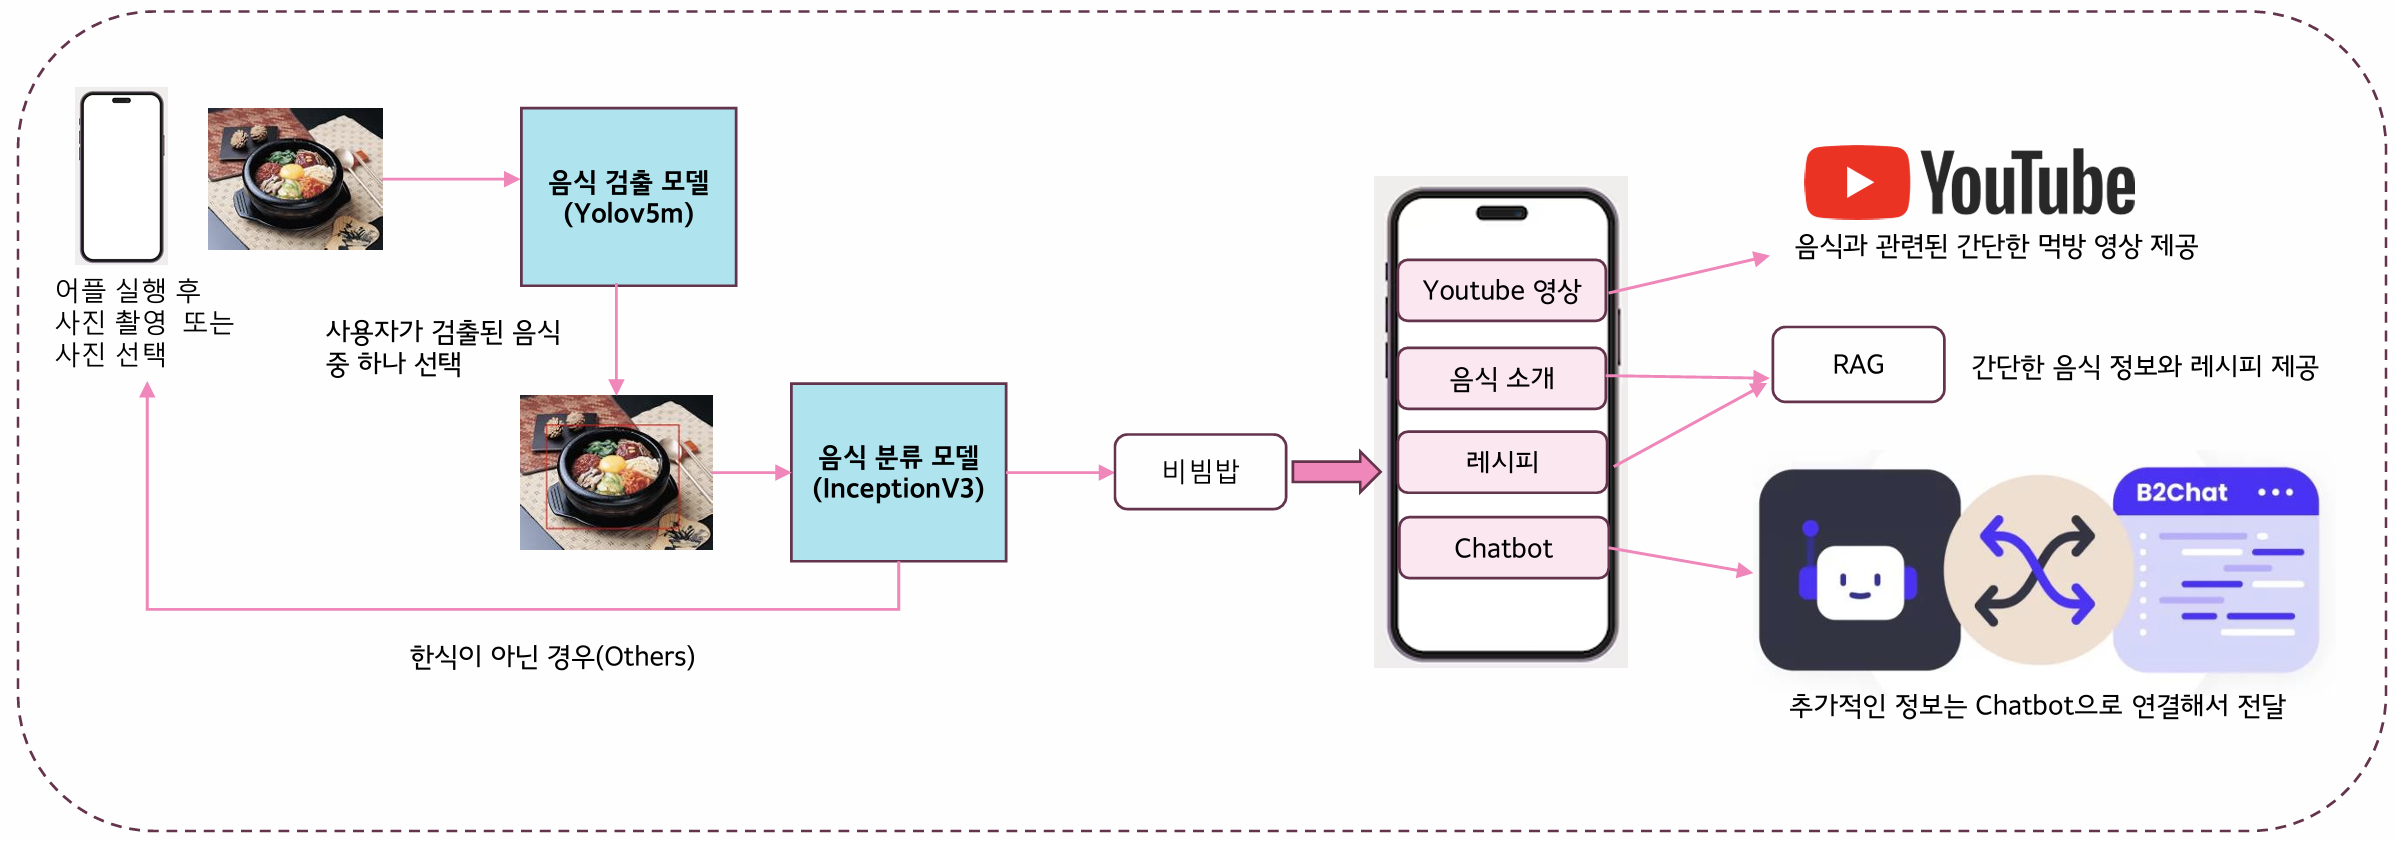 어플 실행 후
사진 촬영 또는
사진 선택
음식 검출 모델
(Yolov5m)
사용자가 검출된 음식
중 하나 선택
음식 분류 모델
(InceptionV3)
한식이 아닌 경우(Others)
비빔밥
Youtube 영상
음식 소개
레시피
Chatbot
YouTube
음식과 관련된 간단한 먹방 영상 제공
RAG
간단한 음식 정보와 레시피 제공
B2Chat
추가적인 정보는 Chatbot으로 연결해서 전달